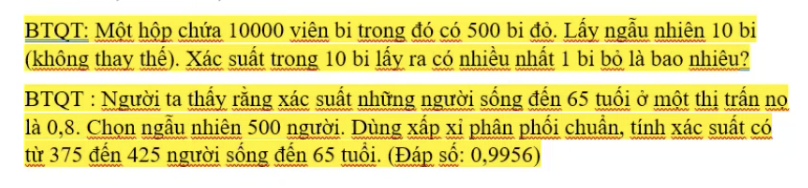 BTQT: Một hộp chứa 10000 viên bi trong đó có 500 bi đỏ. Lấy ngẫu nhiên 10 bi
(không thay thế). Xác suất trong 10 bi lấy ra có nhiều nhất 1 bi bỏ là bao nhiêu?
BTQT : Người ta thấy rằng xác suất những người sống đến 65 tuổi ở một thị trấn nọ
là 0,8. Chọn ngẫu nhiên 500 người. Dùng xấp xỉ phân phối chuẩn, tính xác suất có
từ 375 đến 425 người sống đến 65 tuổi. (Đáp số: 0,9956)